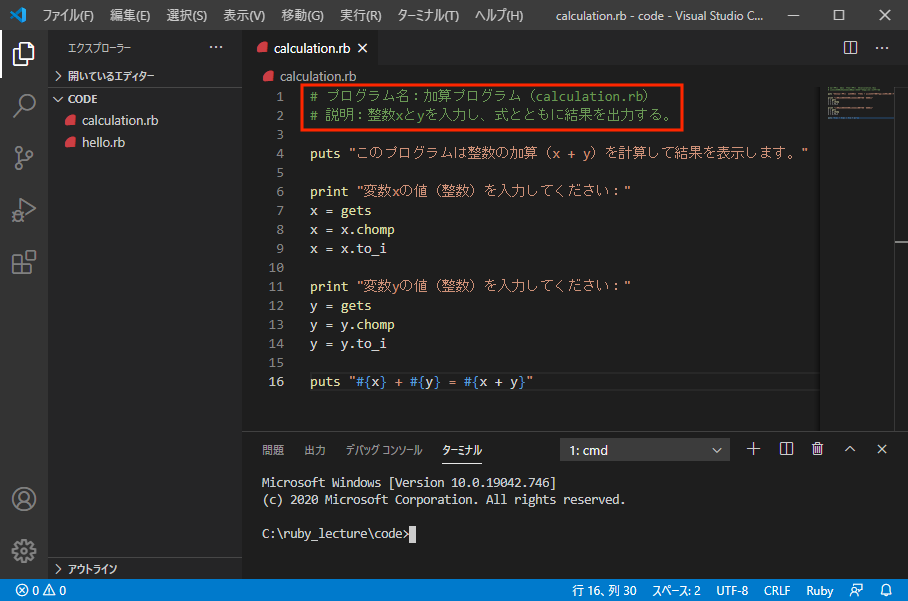 ファイル(F) 編集(E) 選択(S) 表示(V) 移動(G) 実行(R) ターミナル(T) ヘルプ(H) calculation.rb - code - Visual Studio C...
エクスプローラー
開いているエディター
CODE
calculation.rb
hello.rb
アウトライン
calculation.rb
calculation.rb
1 # プログラム名：加算プログラム（calculation.rb）
2 # 説明：整数xとyを入力し、式とともに結果を出力する。
3
4 puts "このプログラムは整数の加算（x + y）を計算して結果を表示します。"
5
6 print "変数xの値（整数）を入力してください："
7 x = gets
8 x = x.chomp
9 x = x.to_i
10
11 print "変数yの値（整数）を入力してください："
12 y = gets
13 y = y.chomp
14 y = y.to_i
15
16 puts "#{x} + #{y} = #{x + y}"
問題 出力 デバッグ コンソール ターミナル 1: cmd
Microsoft Windows [Version 10.0.19042.746]
(c) 2020 Microsoft Corporation. All rights reserved.
C:\ruby_lecture\code>
0 0 行 16、列 30 スペース: 2 UTF-8 CRLF Ruby